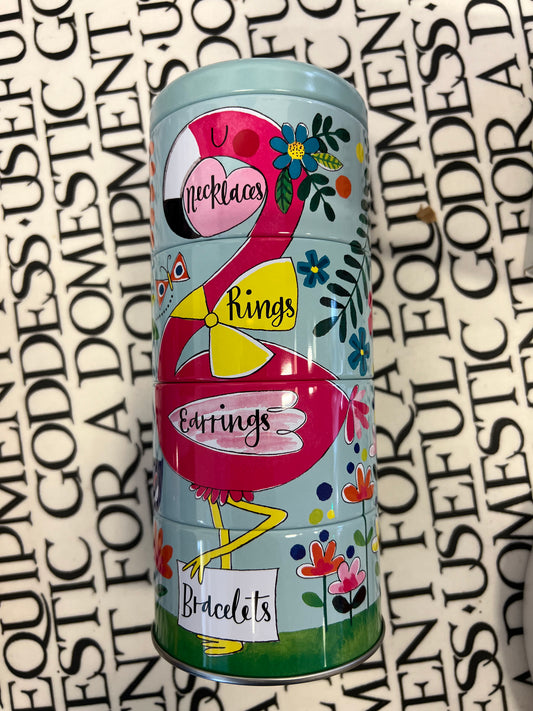 Necklaces
Rings
Earrings
Bracelets
USEFUL EQUIPMENT FOR A DOMESTIC GODDESS